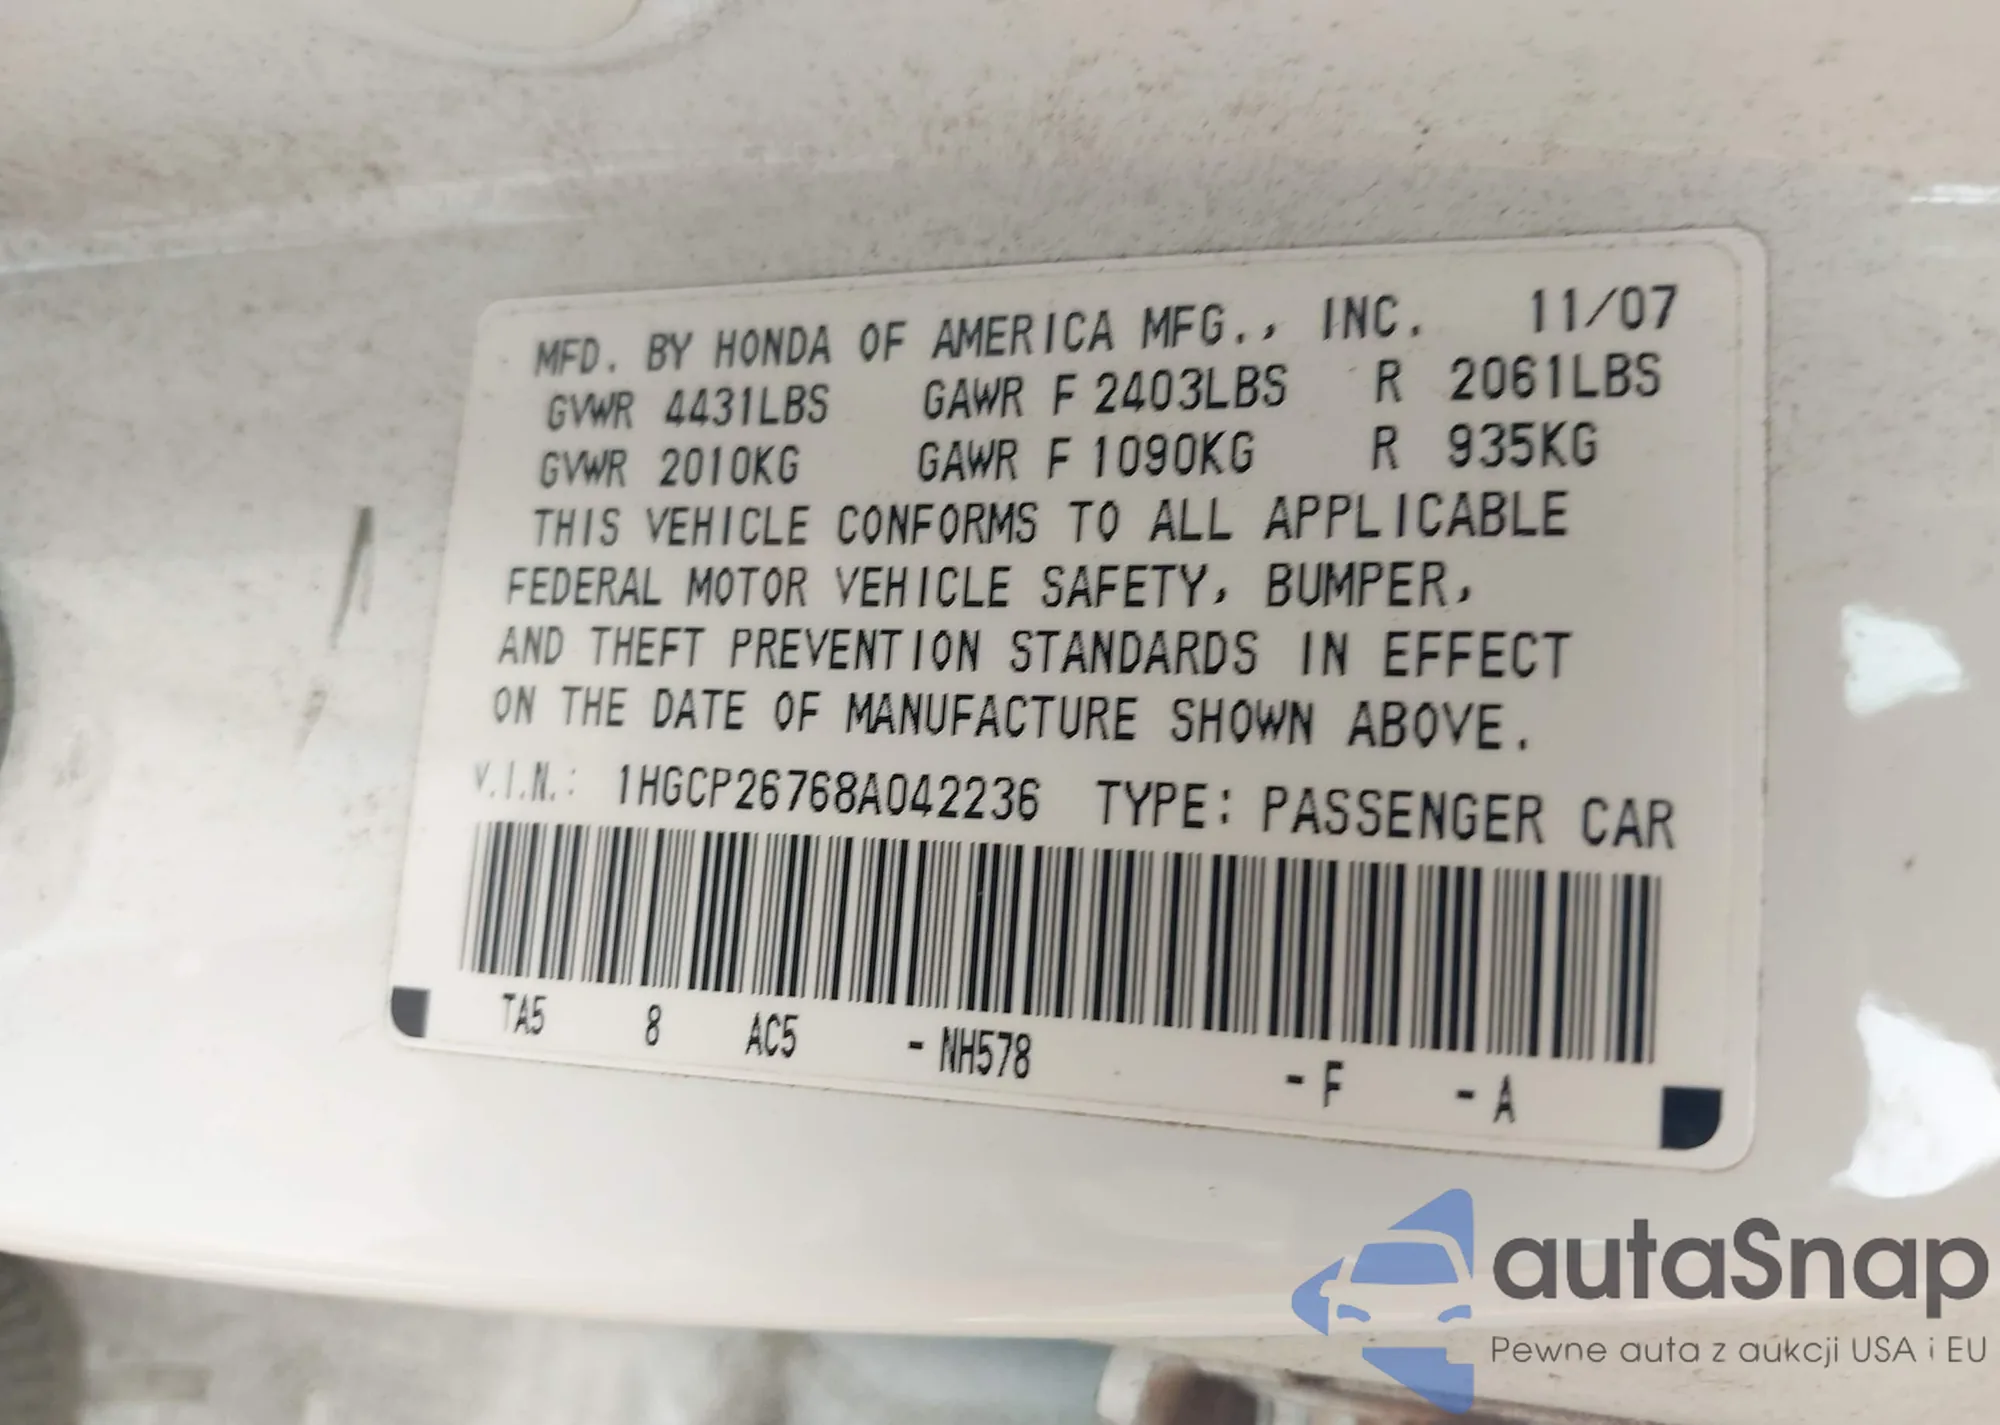 MFD. BY HONDA OF AMERICA MFG., INC. 11/07
GVWR 4431LBS GAWR F 2403LBS R 2061LBS
GVWR 2010KG GAWR F 1090KG R 935KG
THIS VEHICLE CONFORMS TO ALL APPLICABLE
FEDERAL MOTOR VEHICLE SAFETY, BUMPER,
AND THEFT PREVENTION STANDARDS IN EFFECT
ON THE DATE OF MANUFACTURE SHOWN ABOVE.
V.I.N.: 1HGCP26768A042236 TYPE: PASSENGER CAR
TA5 8 AC5 -NH578 -F -A
autaSnap
Pewne auta z aukcji USA i EU